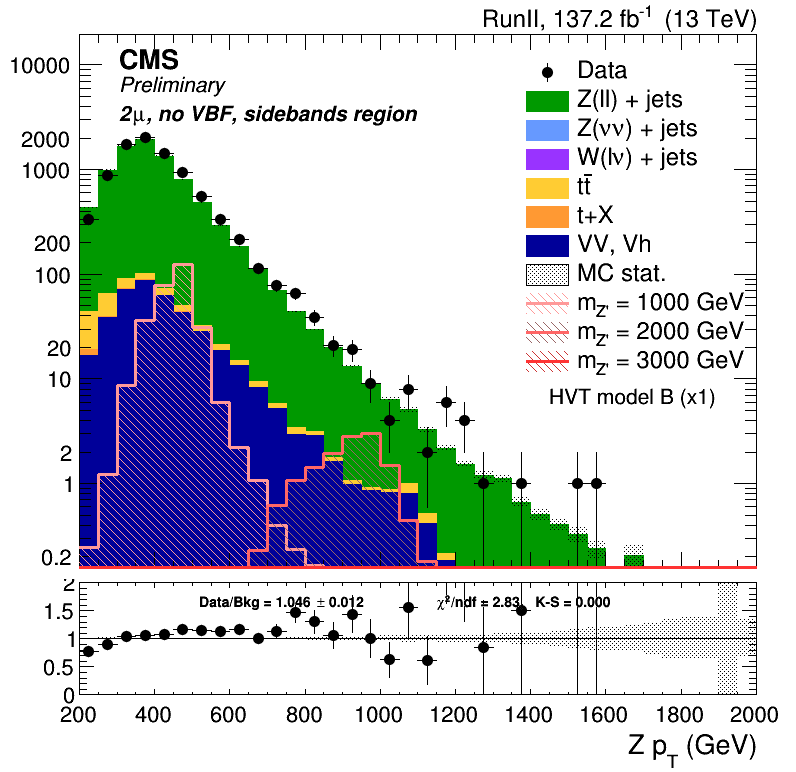 RunII, 137.2 fb⁻¹ (13 TeV)
CMS
Preliminary
2μ, no VBF, sidebands region
Data
Z(ll) + jets
Z(νν) + jets
W(lν) + jets
tt̄
t+X
VV, Vh
MC stat.
m_Z' = 1000 GeV
m_Z' = 2000 GeV
m_Z' = 3000 GeV
HVT model B (x1)
10000
2000
1000
200
100
20
10
2
1
0.2
Data/Bkg = 1.046 ± 0.012 χ²/ndf = 2.83 K-S = 0.000
2
1.5
1
0.5
0
200 400 600 800 1000 1200 1400 1600 1800 2000
Z p_T (GeV)